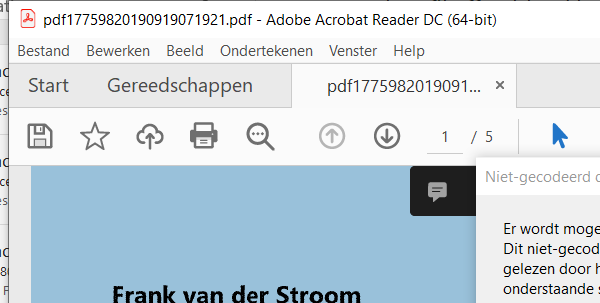 pdf17759820190919071921.pdf - Adobe Acrobat Reader DC (64-bit)
Bestand Bewerken Beeld Ondertekenen Venster Help
Start Gereedschappen pdf1775982019091... ×
1 / 5
Niet-gecodeerd
Er wordt moge
Dit niet-gecod
gelezen door h
onderstaande s
Frank van der Stroom